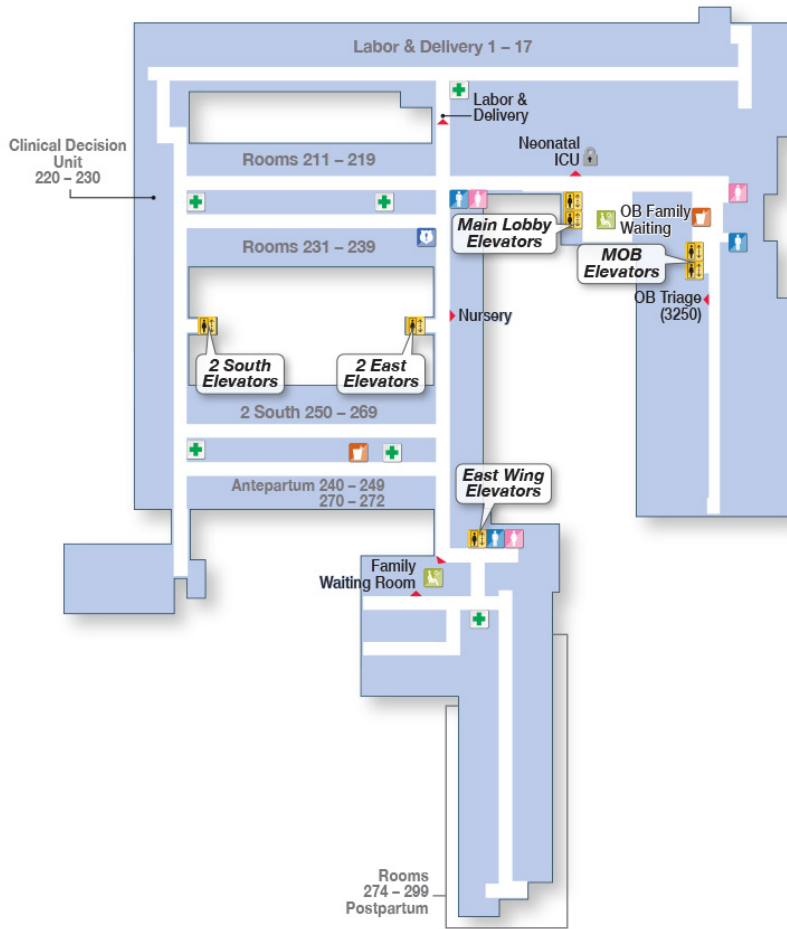 Labor & Delivery 1 – 17
Labor &
Delivery
Clinical Decision
Unit
220 – 230
Rooms 211 – 219
Neonatal
ICU
Main Lobby
Elevators
OB Family
Waiting
Rooms 231 – 239
MOB
Elevators
OB Triage
(3250)
Nursery
2 South
Elevators
2 East
Elevators
2 South 250 – 269
Antepartum 240 – 249
270 – 272
East Wing
Elevators
Family
Waiting Room
Rooms
274 – 299
Postpartum